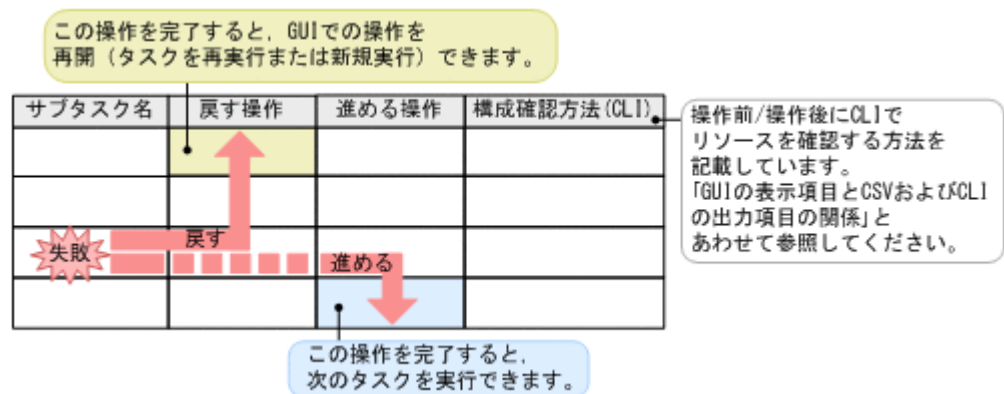 この操作を完了すると，GUIでの操作を
再開（タスクを再実行または新規実行）できます。
サブタスク名
戻す操作
進める操作
構成確認方法(CLI)
操作前/操作後にCLIで
リソースを確認する方法を
記載しています。
「GUIの表示項目とCSVおよびCLI
の出力項目の関係」と
あわせて参照してください。
戻す
失敗
進める
この操作を完了すると，
次のタスクを実行できます。